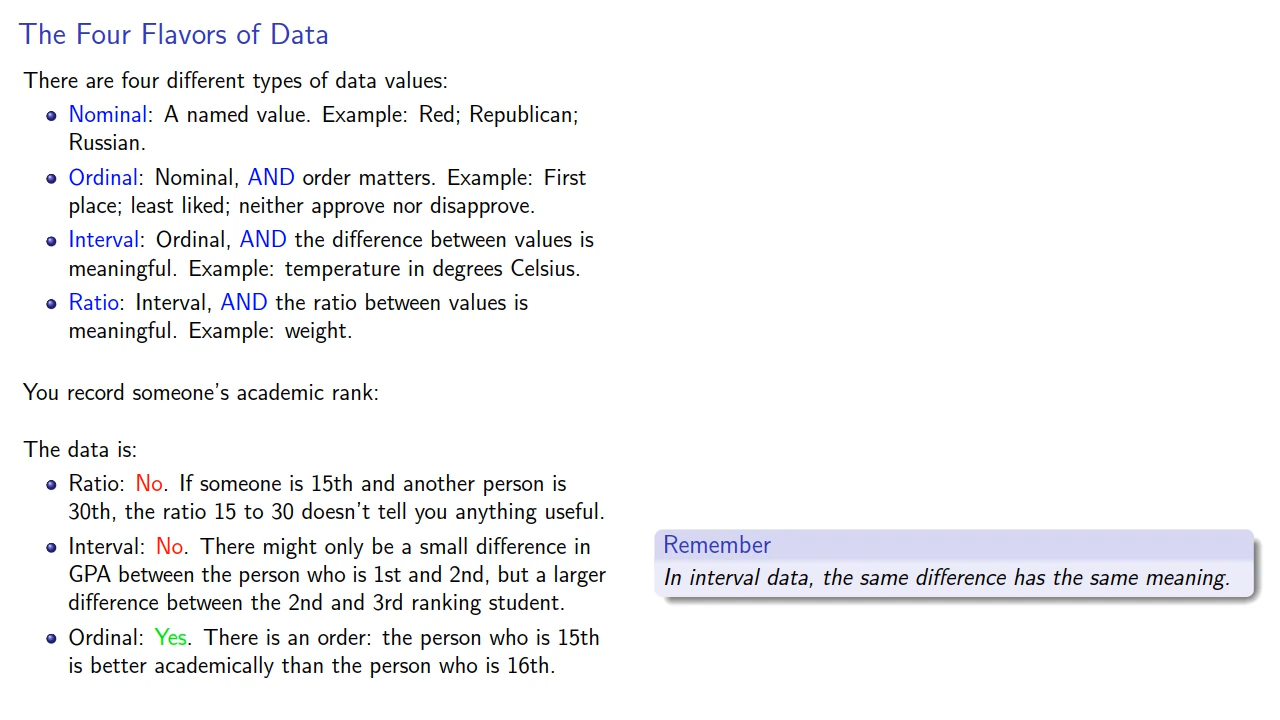 The Four Flavors of Data
There are four different types of data values:
Nominal: A named value. Example: Red; Republican;
Russian.
Ordinal: Nominal, AND order matters. Example: First
place; least liked; neither approve nor disapprove.
Interval: Ordinal, AND the difference between values is
meaningful. Example: temperature in degrees Celsius.
Ratio: Interval, AND the ratio between values is
meaningful. Example: weight.
You record someone's academic rank:
The data is:
Ratio: No. If someone is 15th and another person is
30th, the ratio 15 to 30 doesn't tell you anything useful.
Interval: No. There might only be a small difference in
GPA between the person who is 1st and 2nd, but a larger
difference between the 2nd and 3rd ranking student.
Ordinal: Yes. There is an order: the person who is 15th
is better academically than the person who is 16th.
Remember
In interval data, the same difference has the same meaning.